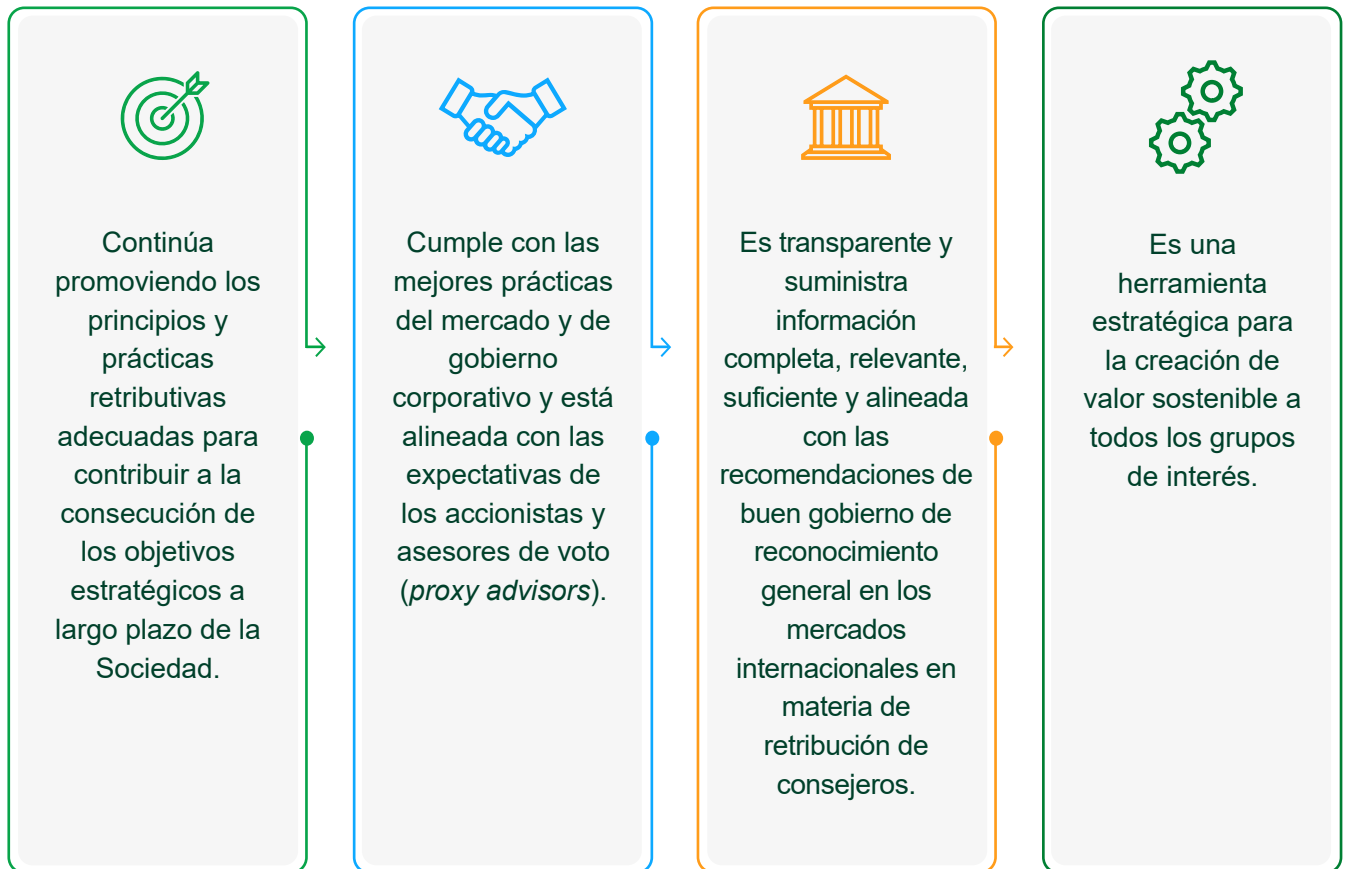 Continúa
promoviendo los
principios y
prácticas
retributivas
adecuadas para
contribuir a la
consecución de
los objetivos
estratégicos a
largo plazo de la
Sociedad.
Cumple con las
mejores prácticas
del mercado y de
gobierno
corporativo y está
alineada con las
expectativas de
los accionistas y
asesores de voto
(proxy advisors).
Es transparente y
suministra
información
completa, relevante,
suficiente y alineada
con las
recomendaciones de
buen gobierno de
reconocimiento
general en los
mercados
internacionales en
materia de
retribución de
consejeros.
Es una
herramienta
estratégica para
la creación de
valor sostenible a
todos los grupos
de interés.